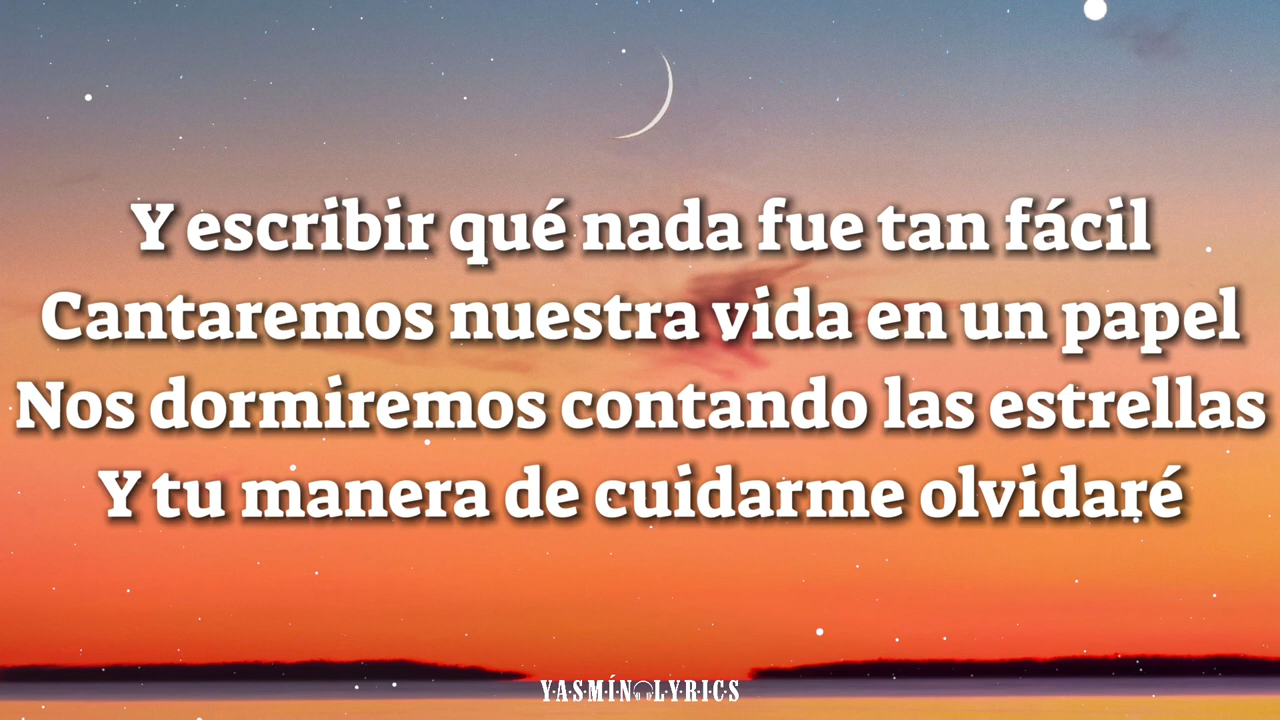 Y escribir qué nada fue tan fácil
Cantaremos nuestra vida en un papel
Nos dormiremos contando las estrellas
Y tu manera de cuidarme olvidaré
YASMÍN LYRICS